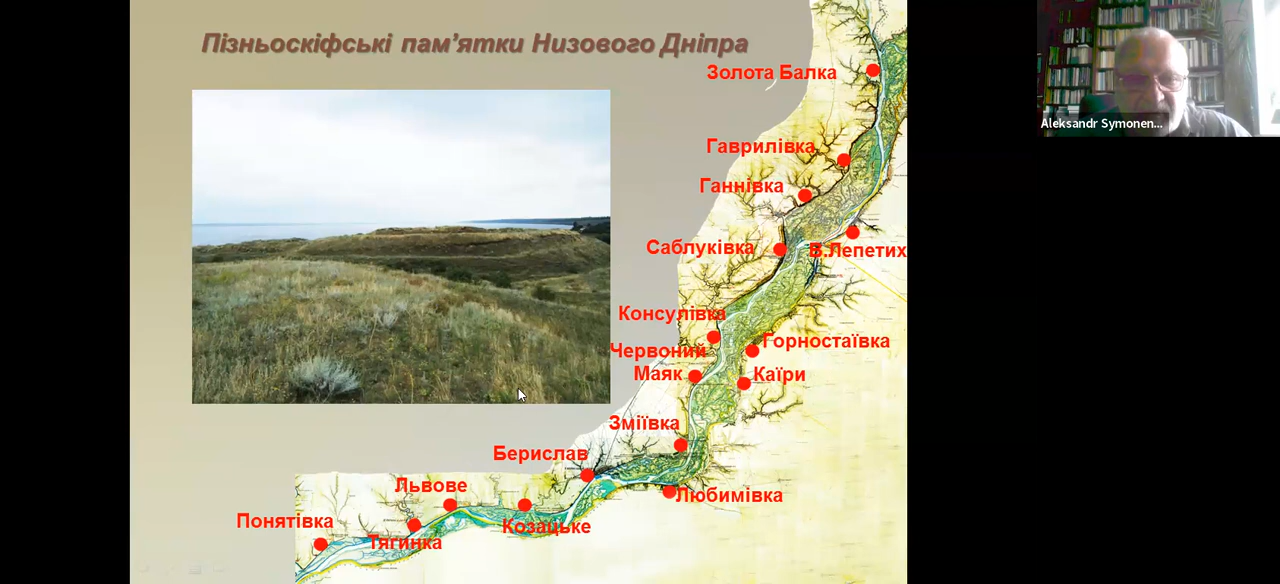 Пізньоскіфські пам’ятки Низового Дніпра
Золота Балка
Гаврилівка
Ганнівка
Саблуківка
Б.Лепетих
Консулівка
Горностаївка
Червоний
Маяк
Каїри
Зміївка
Берислав
Любимівка
Львове
Козацьке
Понятівка
Тягинка
Aleksandr Symonen...